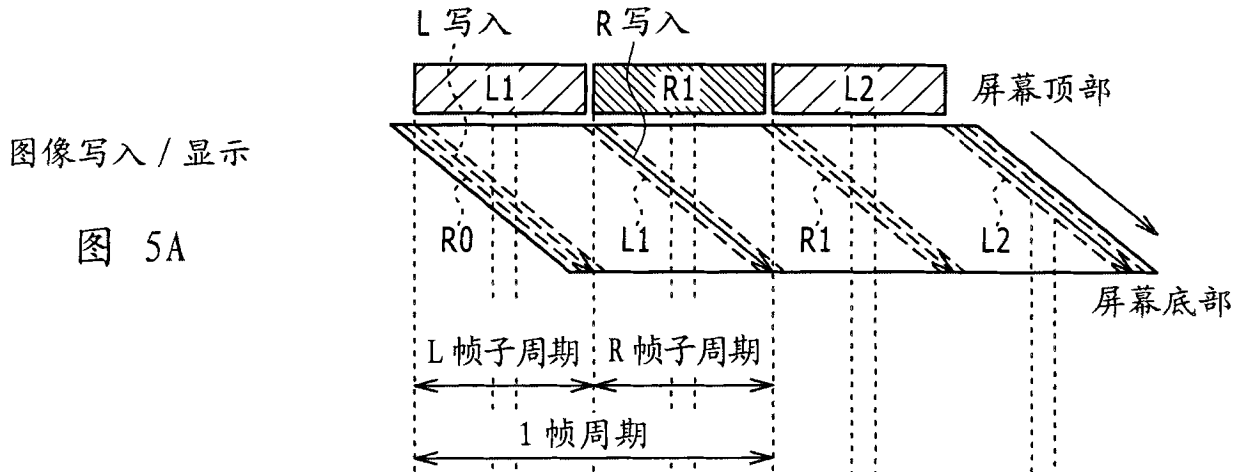 L 写入
R 写入
L1
R1
L2
屏幕顶部
图像写入 / 显示
图 5A
R0
L1
R1
L2
屏幕底部
L 帧子周期
R 帧子周期
1 帧周期